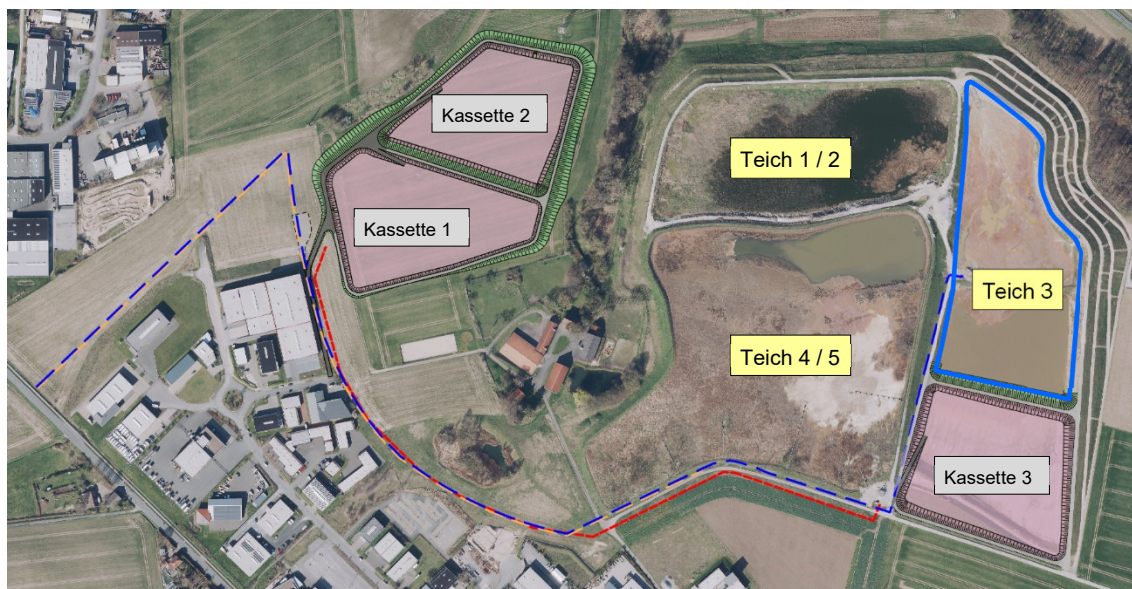 Kassette 2
Teich 1 / 2
Kassette 1
Teich 3
Teich 4 / 5
Kassette 3